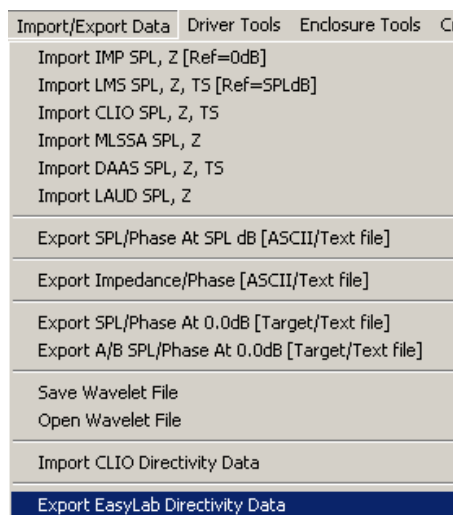 Import/Export Data Driver Tools Enclosure Tools
Import IMP SPL, Z [Ref=0dB]
Import LMS SPL, Z, TS [Ref=SPLdB]
Import CLIO SPL, Z, TS
Import MLSSA SPL, Z
Import DAAS SPL, Z, TS
Import LAUD SPL, Z
Export SPL/Phase At SPL dB [ASCII/Text file]
Export Impedance/Phase [ASCII/Text file]
Export SPL/Phase At 0.0dB [Target/Text file]
Export A/B SPL/Phase At 0.0dB [Target/Text file]
Save Wavelet File
Open Wavelet File
Import CLIO Directivity Data
Export EasyLab Directivity Data